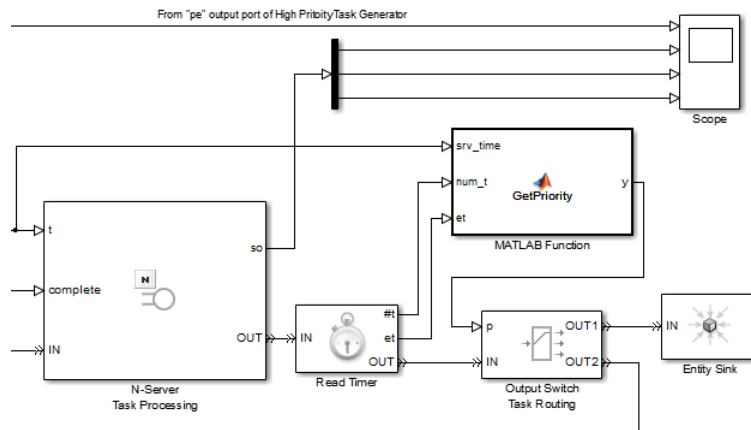 From "pe" output port of High PritoityTask Generator
Scope
srv_time
num_t
et
GetPriority
y
MATLAB Function
t
complete
IN
N
so
OUT
N-Server
Task Processing
IN
#t
et
OUT
Read Timer
p
IN
OUT1
OUT2
Output Switch
Task Routing
IN
Entity Sink